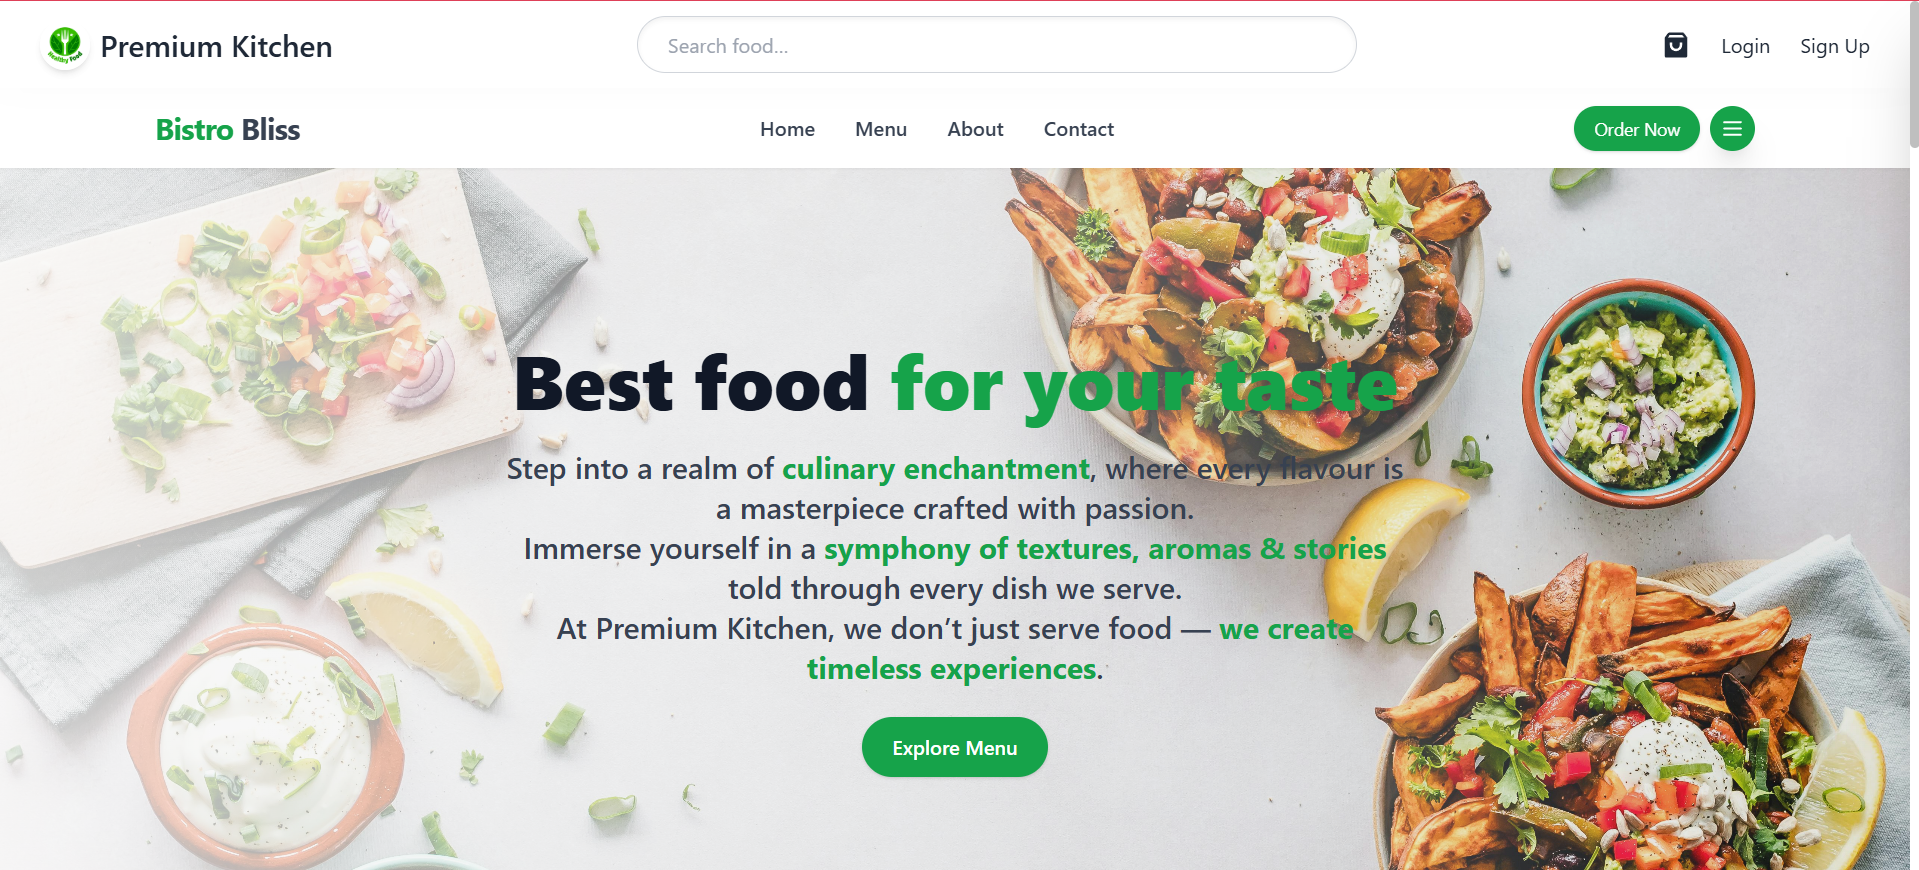 Healthy Food
Premium Kitchen
Search food...
Login
Sign Up
Bistro Bliss
Home
Menu
About
Contact
Order Now
Best food for your taste
Step into a realm of culinary enchantment, where every flavour is
a masterpiece crafted with passion.
Immerse yourself in a symphony of textures, aromas & stories
told through every dish we serve.
At Premium Kitchen, we don’t just serve food — we create
timeless experiences.
Explore Menu